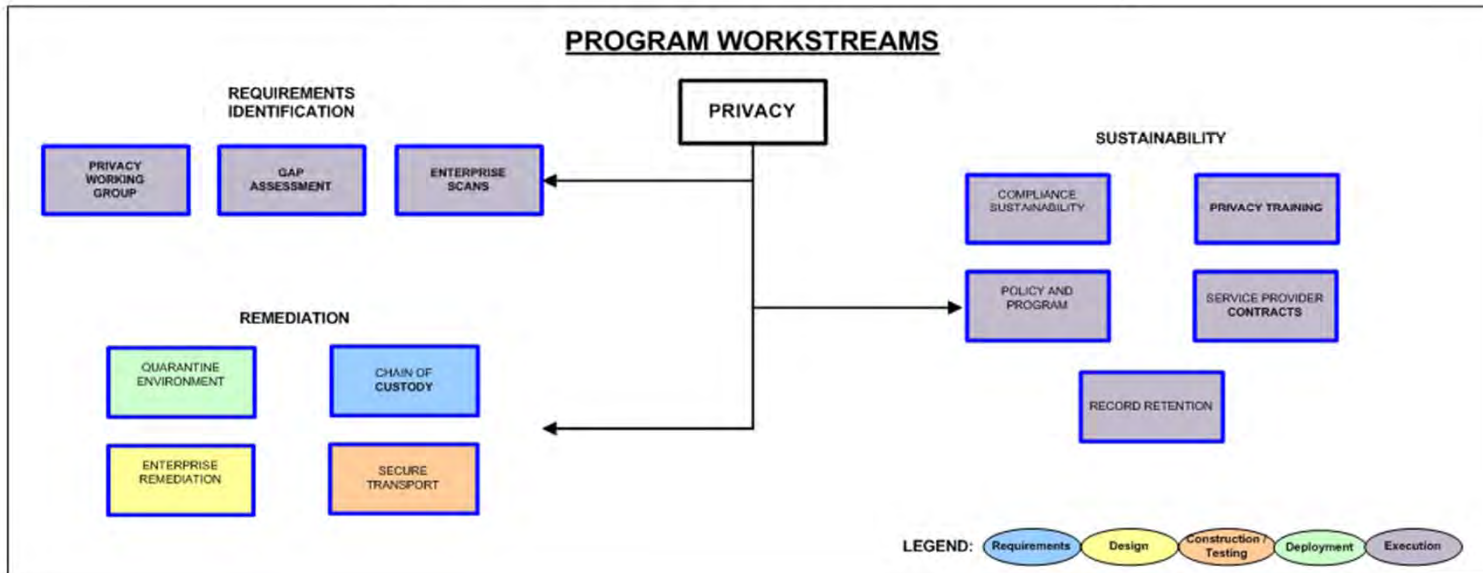 PROGRAM WORKSTREAMS
PRIVACY
REQUIREMENTS
IDENTIFICATION
PRIVACY
WORKING
GROUP
GAP
ASSESSMENT
ENTERPRISE
SCANS
SUSTAINABILITY
COMPLIANCE
SUSTAINABILITY
PRIVACY TRAINING
POLICY AND
PROGRAM
SERVICE PROVIDER
CONTRACTS
RECORD RETENTION
REMEDIATION
QUARANTINE
ENVIRONMENT
CHAIN OF
CUSTODY
ENTERPRISE
REMEDIATION
SECURE
TRANSPORT
LEGEND:
Requirements
Design
Construction /
Testing
Deployment
Execution